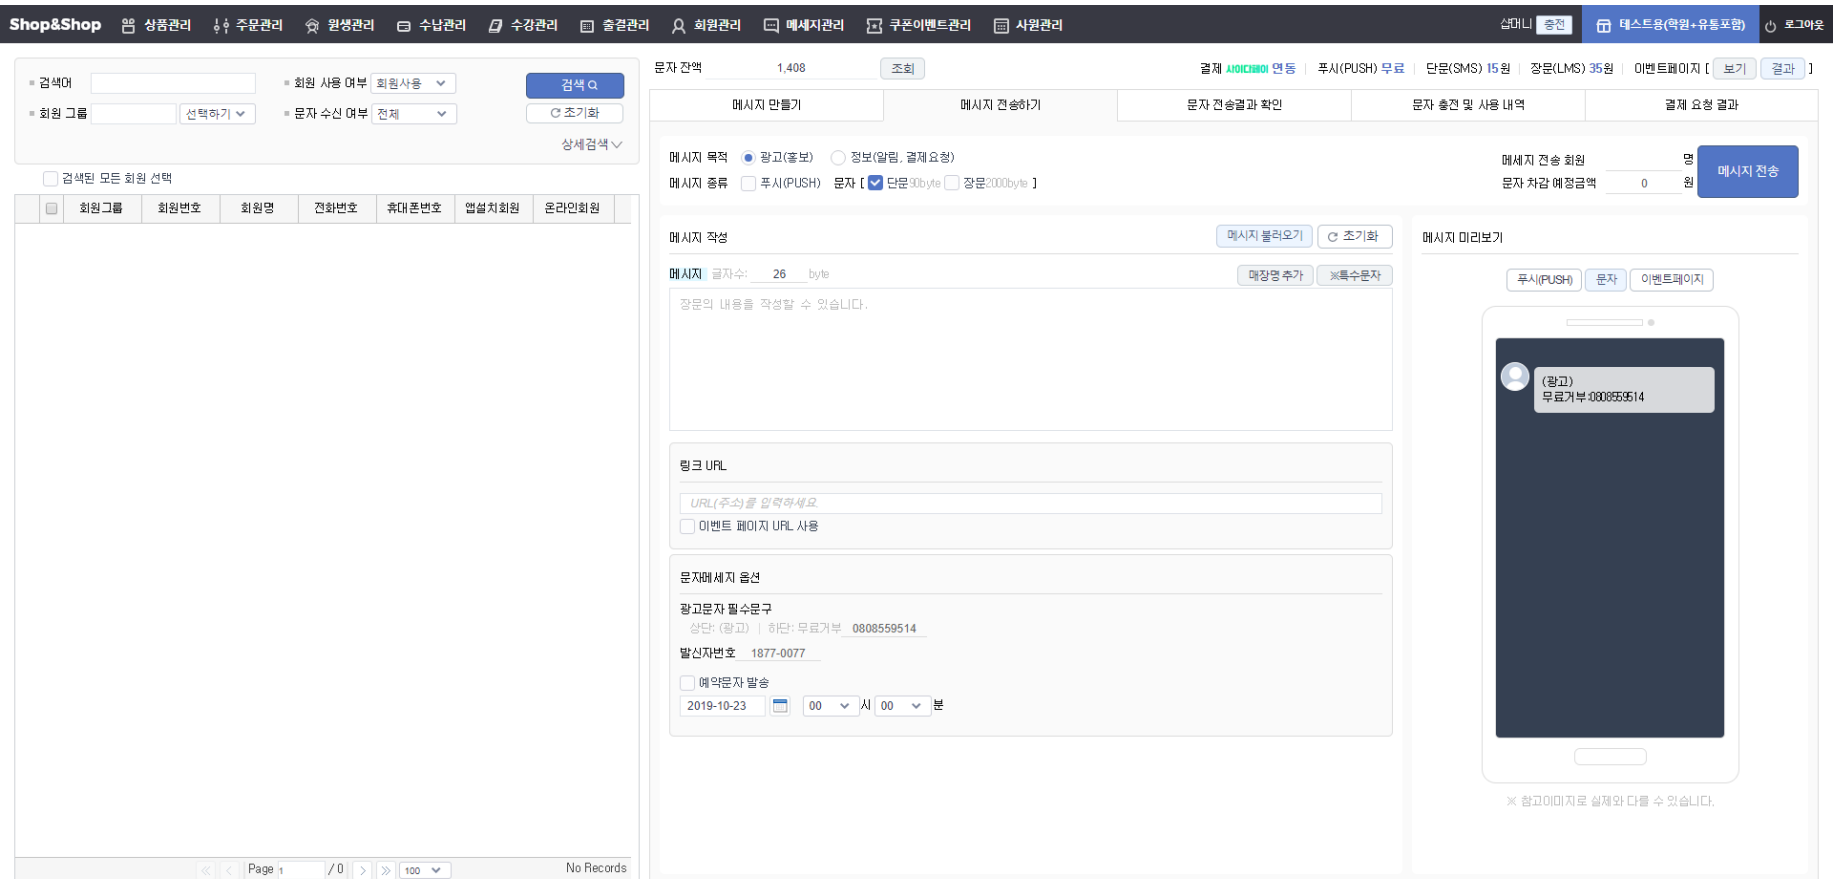 Shop&Shop 상품관리 주문관리 원생관리 수납관리 수강관리 출결관리 회원관리 메세지관리 쿠폰이벤트관리 사원관리 샵머니 충전 테스트용(학원+유통포함) 로그아웃
검색어 회원 사용 여부 회원사용 검색
회원 그룹 선택하기 문자 수신 여부 전체 초기화
상세검색
검색된 모든 회원 선택
회원그룹 회원번호 회원명 전화번호 휴대폰번호 앱설치회원 온라인회원
Page 1 / 0 100 No Records
문자 잔액 1,408 조회 결제 사이다페이 연동 푸시(PUSH) 무료 단문(SMS) 15원 장문(LMS) 35원 이벤트페이지 [ 보기 결과 ]
메시지 만들기 메시지 전송하기 문자 전송결과 확인 문자 충전 및 사용 내역 결제 요청 결과
메시지 목적 광고(홍보) 정보(알림, 결제요청)
메시지 종류 푸시(PUSH) 문자 [ 단문90byte 장문2000byte ]
메세지 전송 회원 명
문자 차감 예정금액 0 원
메시지 전송
메시지 작성 메시지 불러오기 초기화
메시지 글자수: 26 byte 매장명 추가 ※특수문자
장문의 내용을 작성할 수 있습니다.
링크 URL
URL(주소)를 입력하세요.
이벤트 페이지 URL 사용
문자메세지 옵션
광고문자 필수문구
상단: (광고) | 하단: 무료거부 0808559514
발신자번호 1877-0077
예약문자 발송
2019-10-23 00 시 00 분
메시지 미리보기
푸시(PUSH) 문자 이벤트페이지
(광고)
무료거부:0808559514
※ 참고이미지로 실제와 다를 수 있습니다.